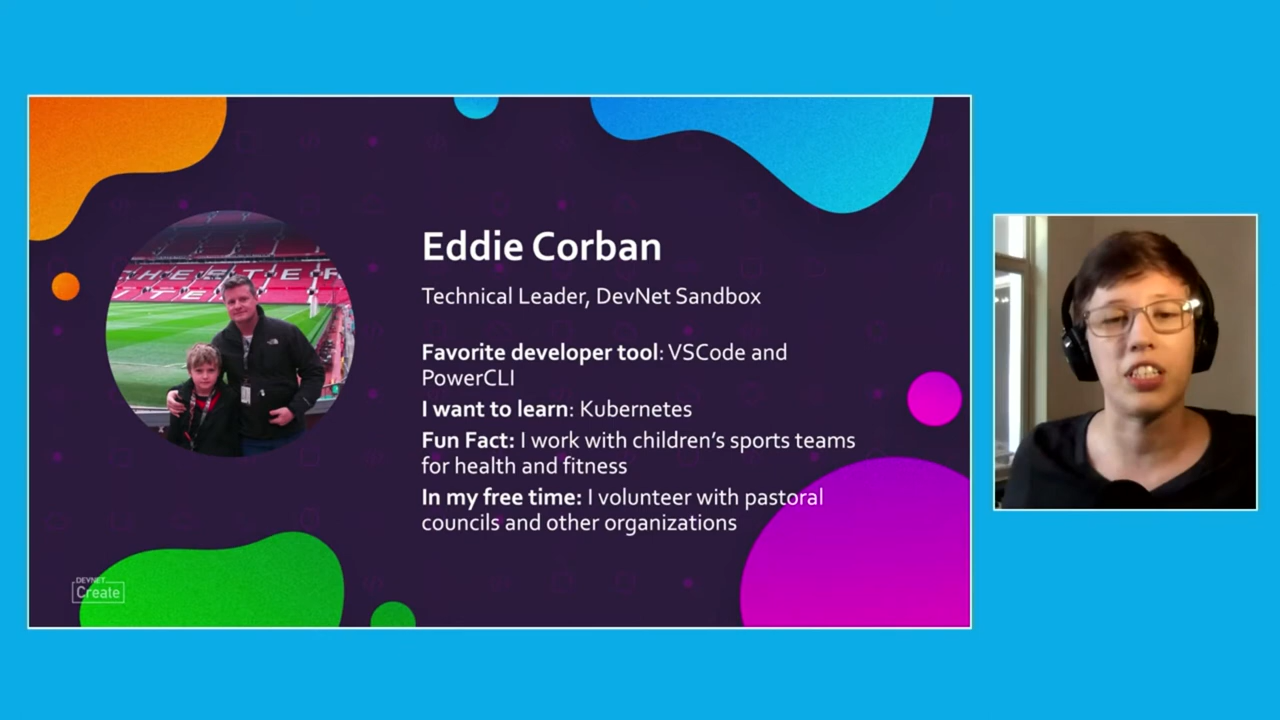 Eddie Corban
Technical Leader, DevNet Sandbox
Favorite developer tool: VSCode and
PowerCLI
I want to learn: Kubernetes
Fun Fact: I work with children’s sports teams
for health and fitness
In my free time: I volunteer with pastoral
councils and other organizations
DEVNET
Create